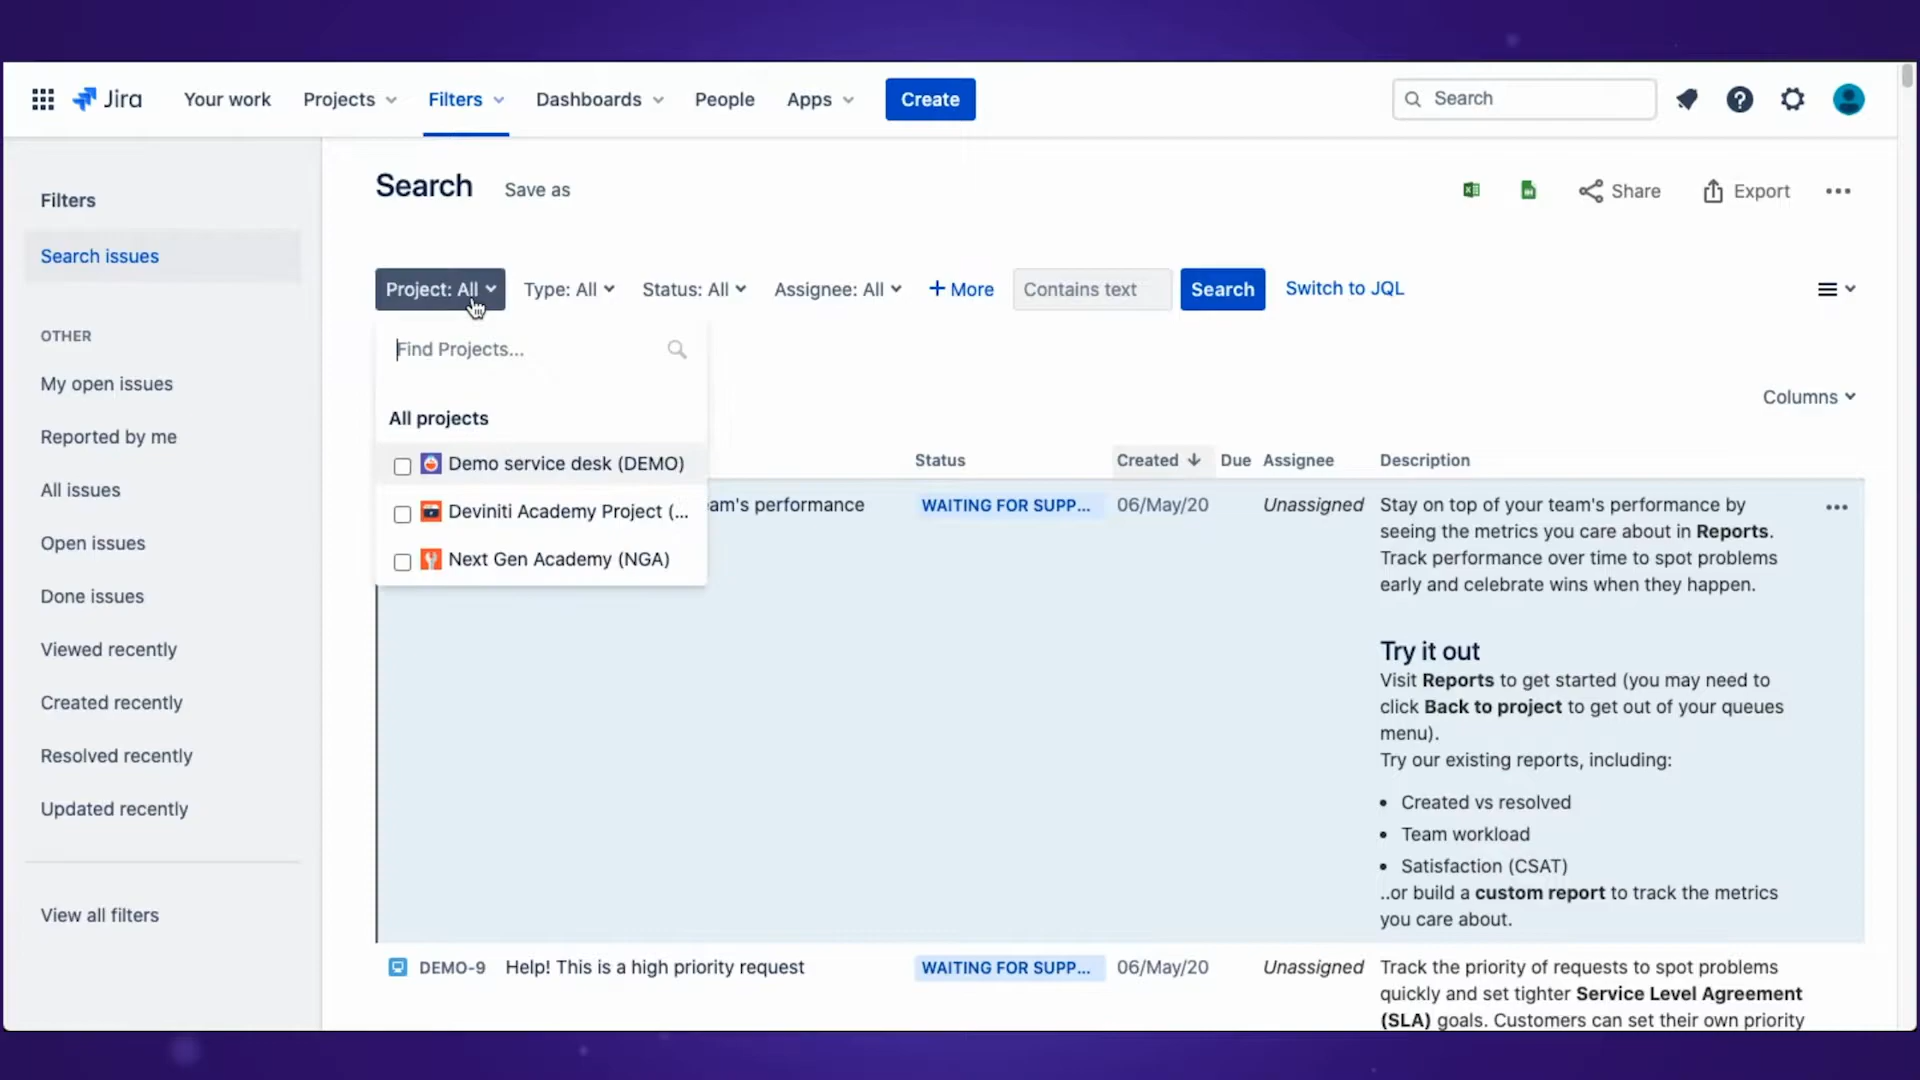 Jira
Your work
Projects
Filters
Dashboards
People
Apps
Create
Search
Filters
Search issues
OTHER
My open issues
Reported by me
All issues
Open issues
Done issues
Viewed recently
Created recently
Resolved recently
Updated recently
View all filters
Search
Save as
Share
Export
Project: All
Type: All
Status: All
Assignee: All
+ More
Contains text
Search
Switch to JQL
Find Projects...
All projects
Demo service desk (DEMO)
Deviniti Academy Project (...
Next Gen Academy (NGA)
Columns
Status
Created
Due
Assignee
Description
am's performance
WAITING FOR SUPP...
06/May/20
Unassigned
Stay on top of your team's performance by
seeing the metrics you care about in Reports.
Track performance over time to spot problems
early and celebrate wins when they happen.
Try it out
Visit Reports to get started (you may need to
click Back to project to get out of your queues
menu).
Try our existing reports, including:
• Created vs resolved
• Team workload
• Satisfaction (CSAT)
..or build a custom report to track the metrics
you care about.
DEMO-9
Help! This is a high priority request
WAITING FOR SUPP...
06/May/20
Unassigned
Track the priority of requests to spot problems
quickly and set tighter Service Level Agreement
(SLA) goals. Customers can set their own priority